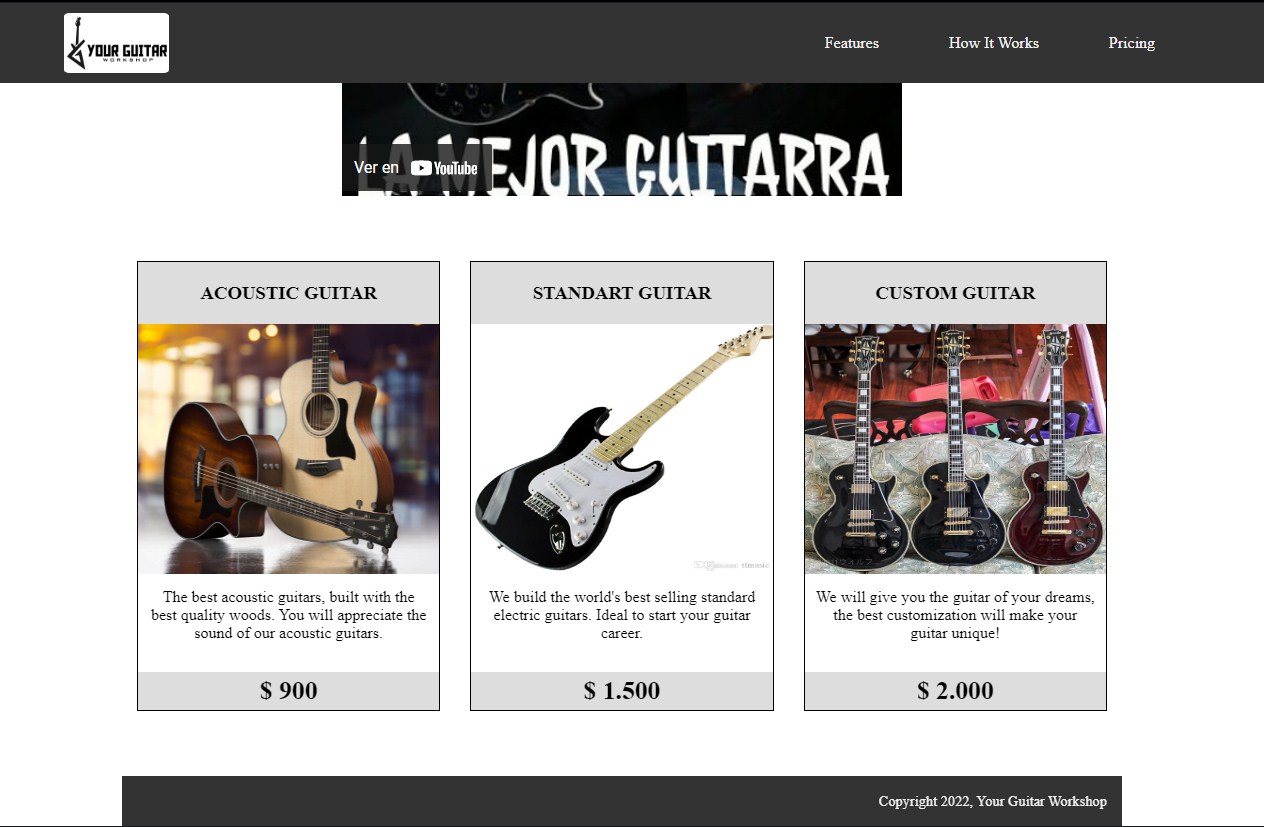 YOUR GUITAR
WORKSHOP
Features
How It Works
Pricing
LA MEJOR GUITARRA
Ver en YouTube
ACOUSTIC GUITAR
The best acoustic guitars, built with the
best quality woods. You will appreciate the
sound of our acoustic guitars.
$ 900
STANDART GUITAR
We build the world's best selling standard
electric guitars. Ideal to start your guitar
career.
$ 1.500
CUSTOM GUITAR
We will give you the guitar of your dreams,
the best customization will make your
guitar unique!
$ 2.000
Copyright 2022, Your Guitar Workshop